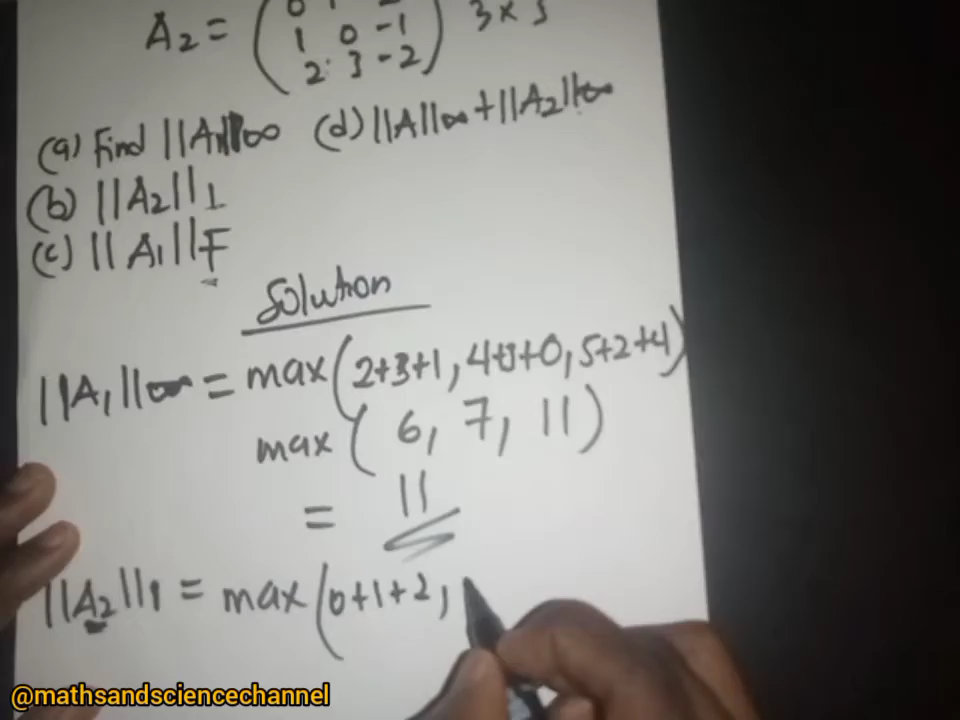 A₂ = ( 0
1 0 -1 3 x 3
2 3 -2 )
(a) Find ||A₁||∞ (d) ||A||∞ + ||A₂||∞
(b) ||A₂||1
(c) ||A₁||F
Solution
||A₁||∞ = max(2+3+1, 4+3+0, 5+2+4)
max( 6, 7, 11)
= 11
||A₂||1 = max(0+1+2,
@mathsandsciencechannel